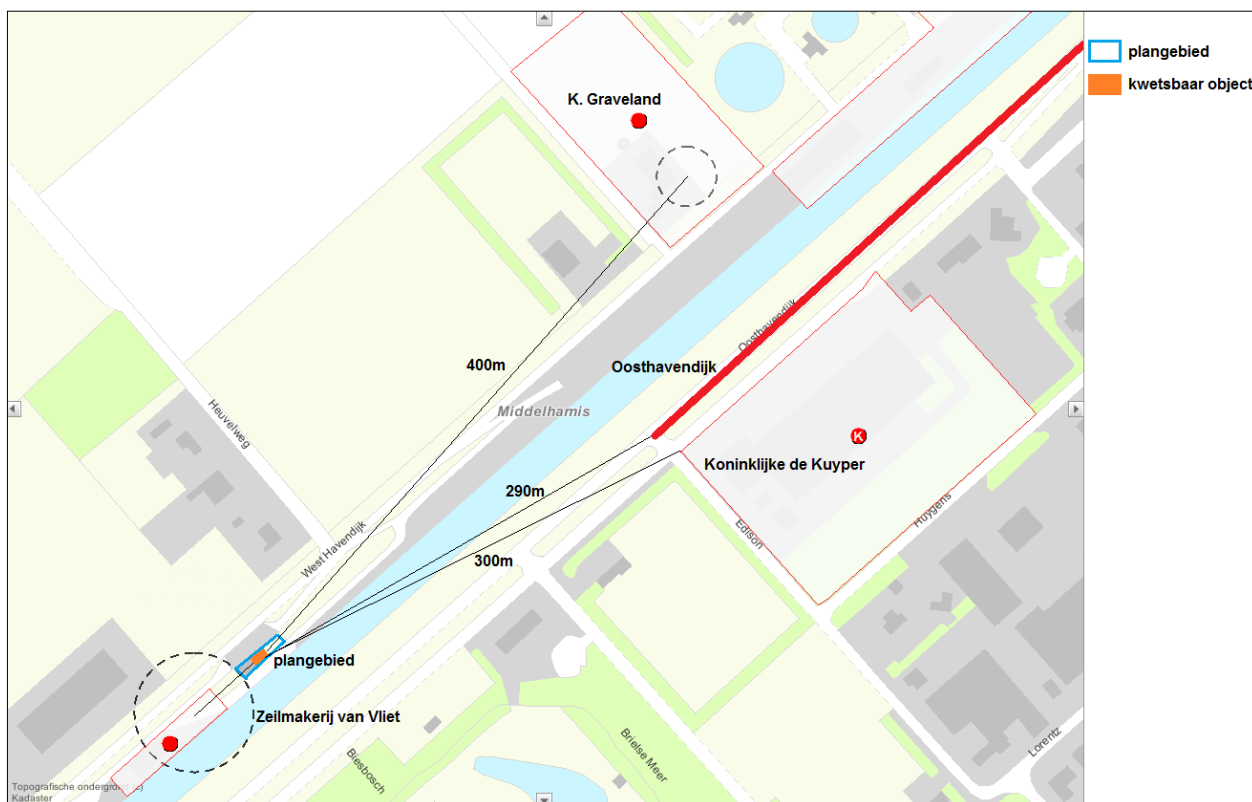 plangebied
kwetsbaar object
K. Graveland
400m
Oosthavendijk
Oosthavendijk
Middelharnis
Heuvelweg
K
Koninklijke de Kuyper
290m
Huygens
Edison
West Havendijk
300m
plangebied
Zeilmakerij van Vliet
Brielse Meer
Lorentz
Biesbosch
Topografische ondergrond (c)
Kadaster